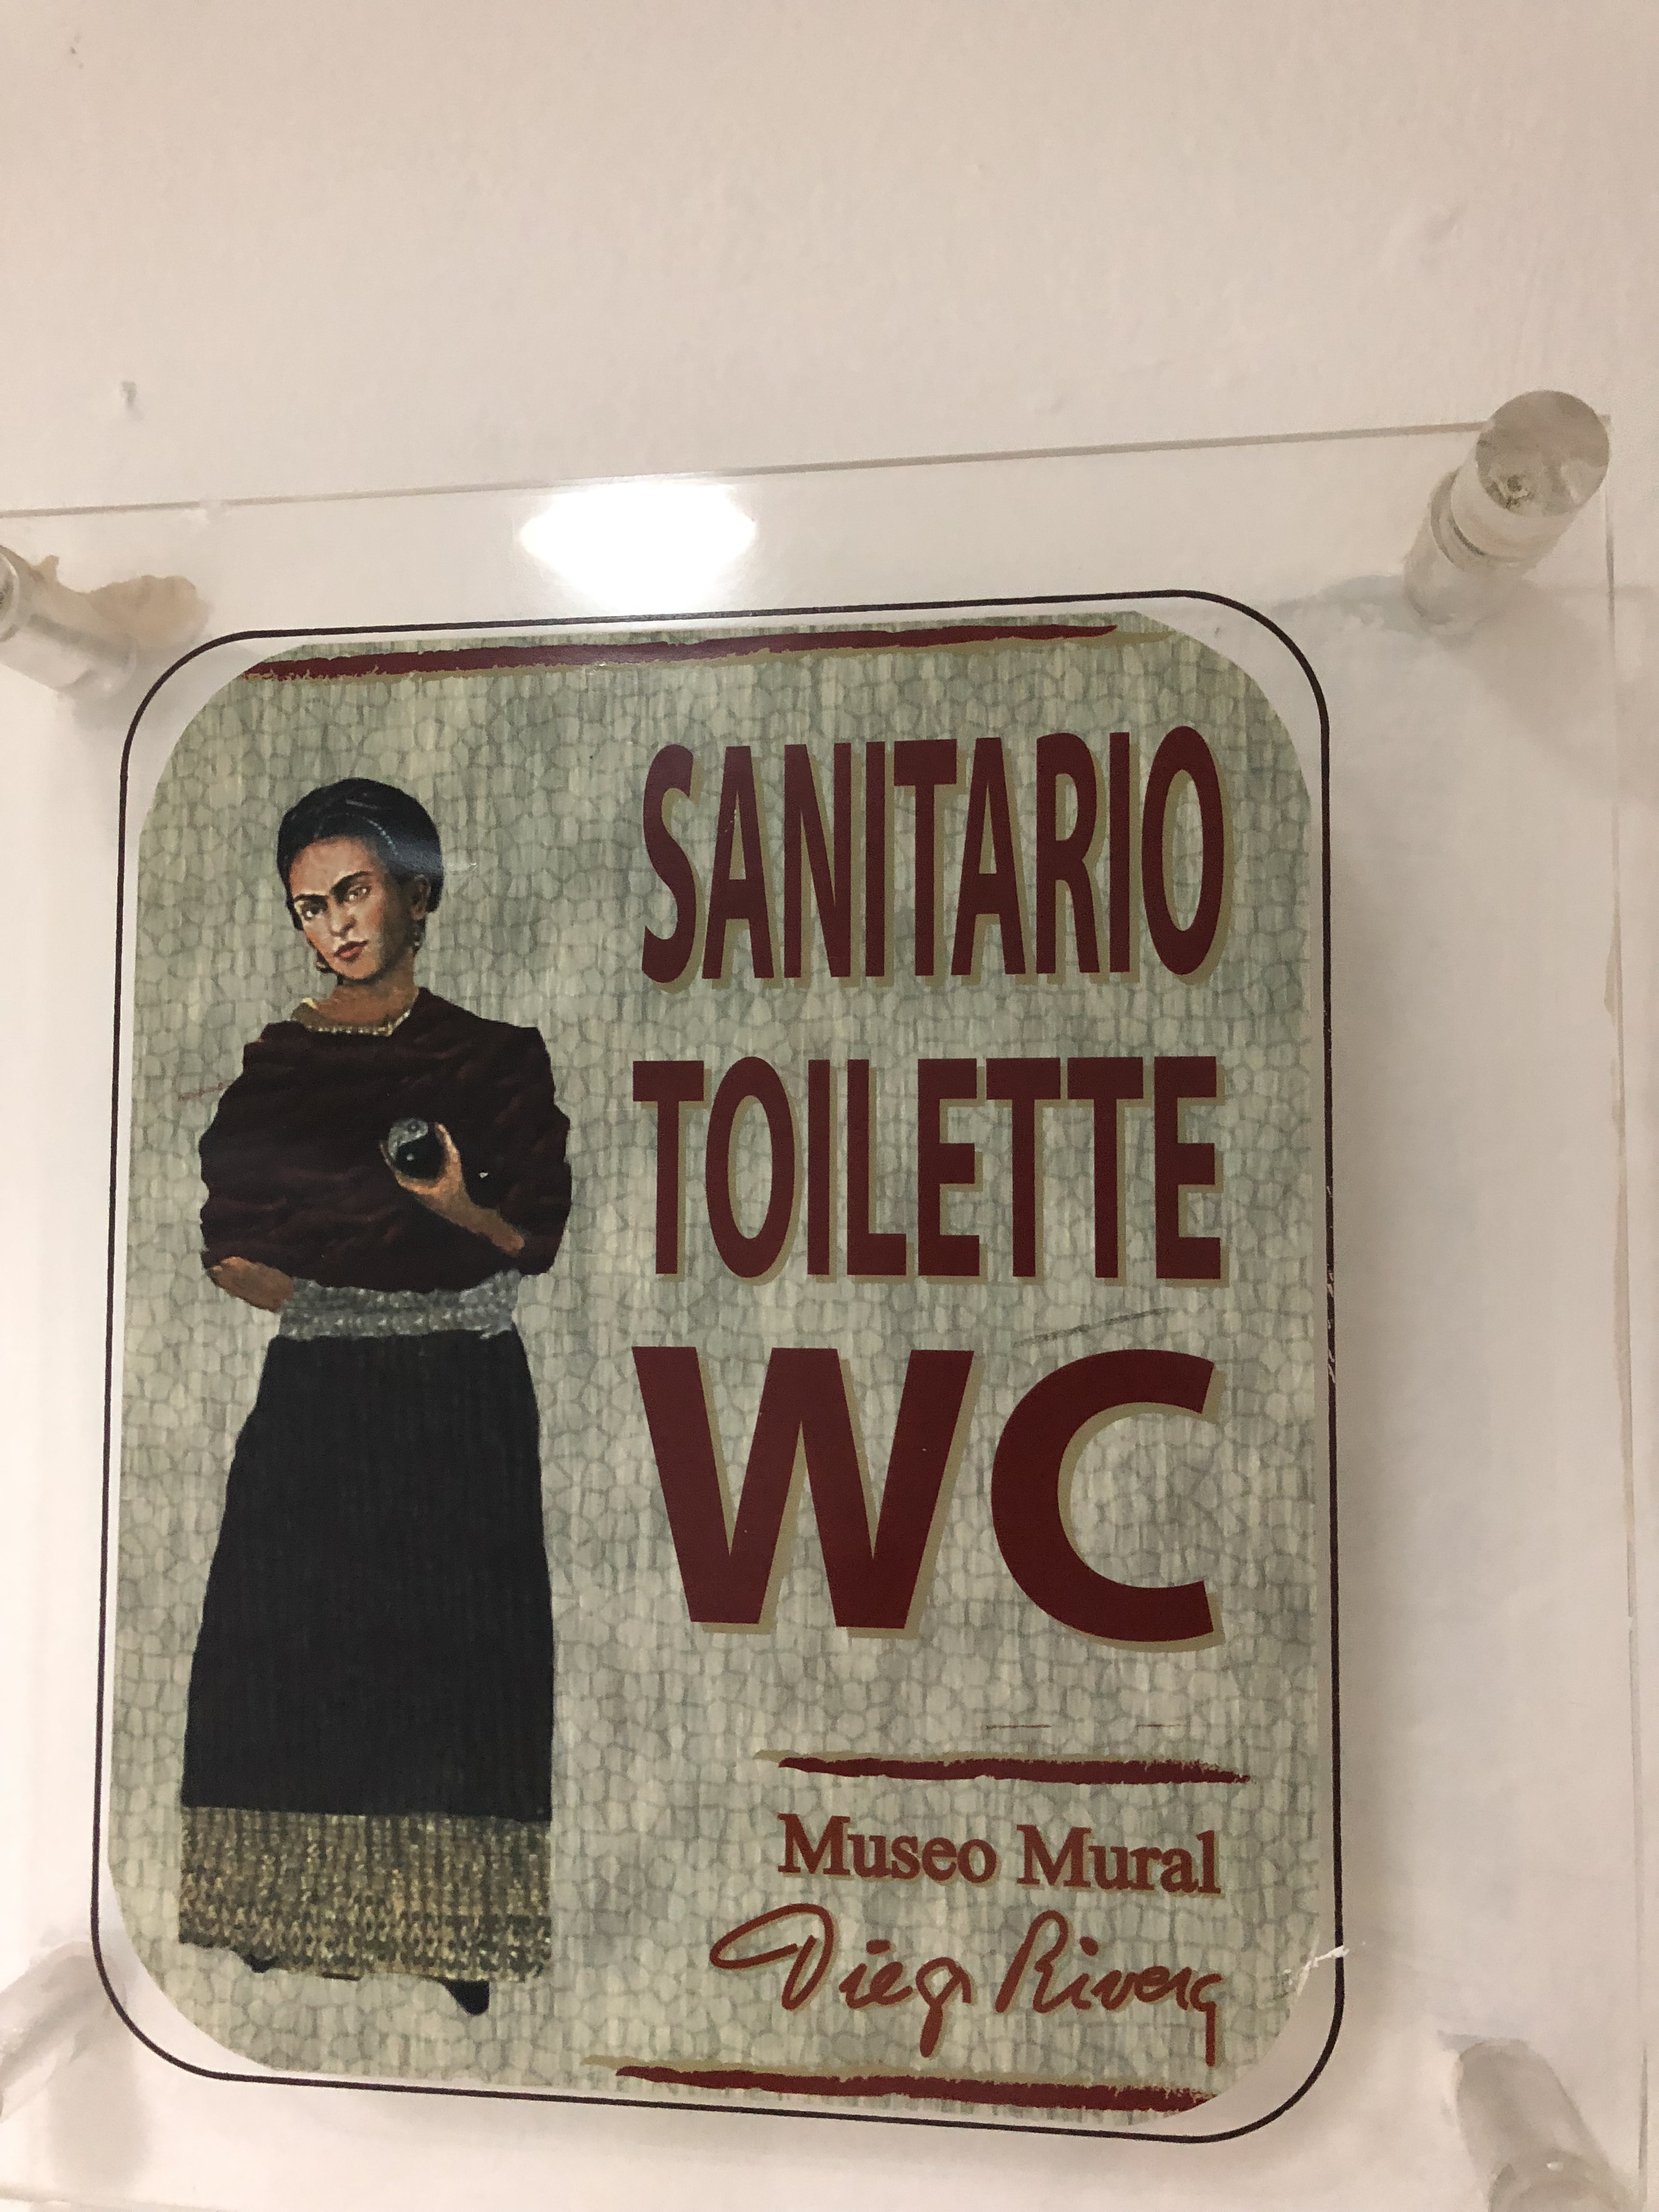 SANITARIO
TOILETTE
WC
Museo Mural
Diego Rivera